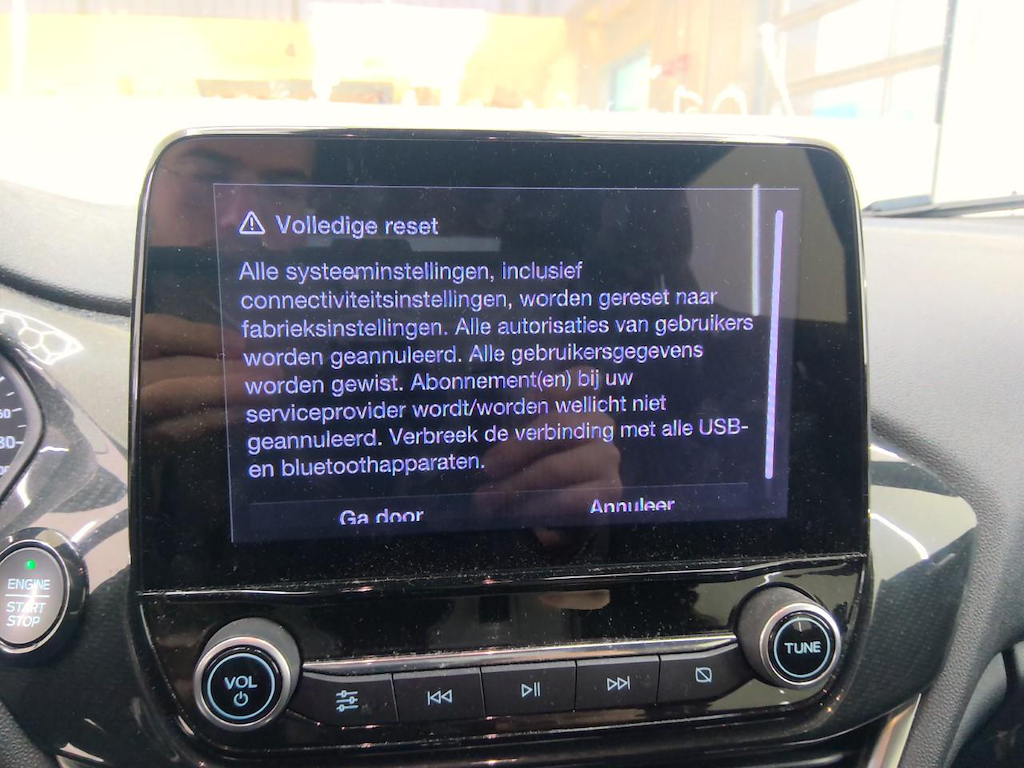 Volledige reset
Alle systeeminstellingen, inclusief
connectiviteitsinstellingen, worden gereset naar
fabrieksinstellingen. Alle autorisaties van gebruikers
worden geannuleerd. Alle gebruikersgegevens
worden gewist. Abonnement(en) bij uw
serviceprovider wordt/worden wellicht niet
geannuleerd. Verbreek de verbinding met alle USB-
en bluetoothapparaten.
Ga door
Annuleer
ENGINE
START
STOP
VOL
TUNE